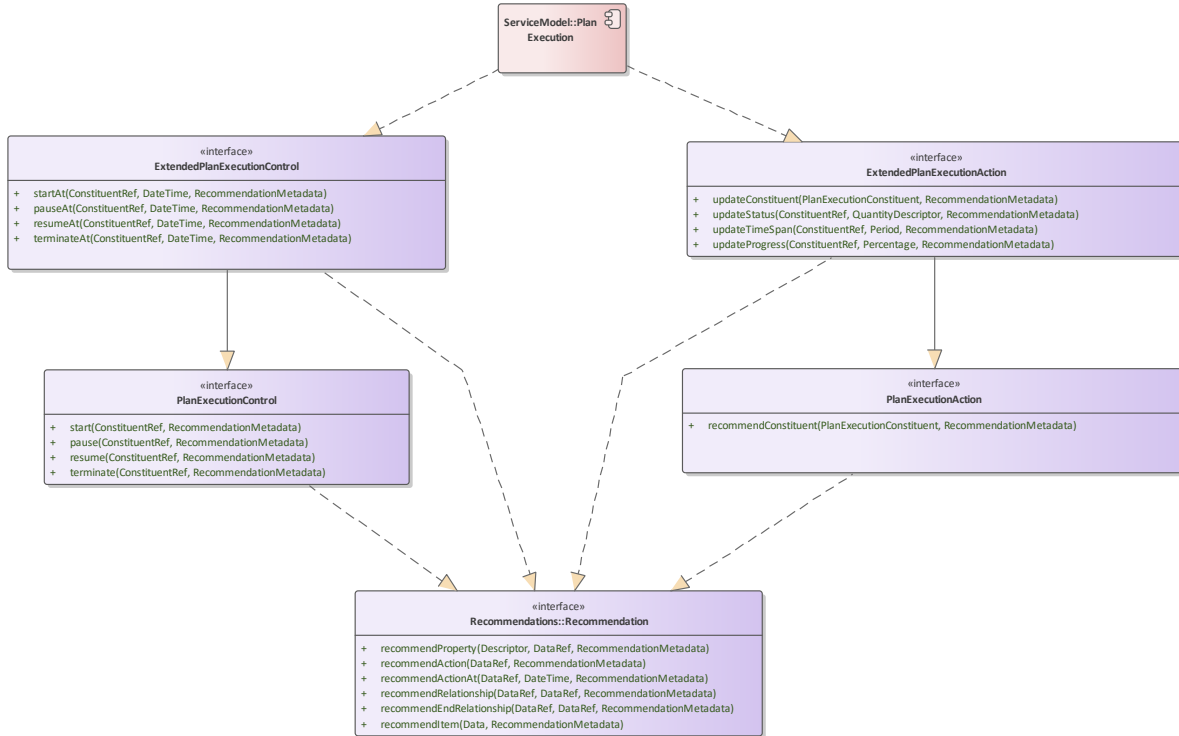 ServiceModel::Plan
Execution
«interface»
ExtendedPlanExecutionControl
+ startAt(ConstituentRef, DateTime, RecommendationMetadata)
+ pauseAt(ConstituentRef, DateTime, RecommendationMetadata)
+ resumeAt(ConstituentRef, DateTime, RecommendationMetadata)
+ terminateAt(ConstituentRef, DateTime, RecommendationMetadata)
«interface»
ExtendedPlanExecutionAction
+ updateConstituent(PlanExecutionConstituent, RecommendationMetadata)
+ updateStatus(ConstituentRef, QuantityDescriptor, RecommendationMetadata)
+ updateTimeSpan(ConstituentRef, Period, RecommendationMetadata)
+ updateProgress(ConstituentRef, Percentage, RecommendationMetadata)
«interface»
PlanExecutionControl
+ start(ConstituentRef, RecommendationMetadata)
+ pause(ConstituentRef, RecommendationMetadata)
+ resume(ConstituentRef, RecommendationMetadata)
+ terminate(ConstituentRef, RecommendationMetadata)
«interface»
PlanExecutionAction
+ recommendConstituent(PlanExecutionConstituent, RecommendationMetadata)
«interface»
Recommendations::Recommendation
+ recommendProperty(Descriptor, DataRef, RecommendationMetadata)
+ recommendAction(DataRef, RecommendationMetadata)
+ recommendActionAt(DataRef, DateTime, RecommendationMetadata)
+ recommendRelationship(DataRef, DataRef, RecommendationMetadata)
+ recommendEndRelationship(DataRef, DataRef, RecommendationMetadata)
+ recommendItem(Data, RecommendationMetadata)